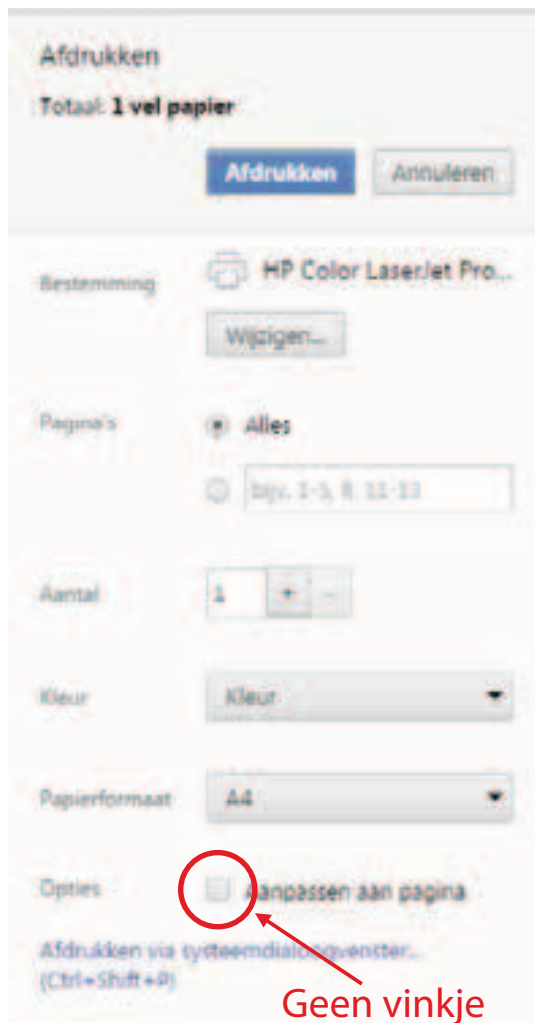 Afdrukken
Totaal: 1 vel papier
Afdrukken Annuleren
Bestemming HP Color LaserJet Pro...
Wijzigen...
Pagina's Alles
bijv. 1-5, 8, 11-13
Aantal 1 + -
Kleur Kleur
Papierformaat A4
Opties Aanpassen aan pagina
Afdrukken via systeemdialoogvenster...
(Ctrl+Shift+P)
Geen vinkje